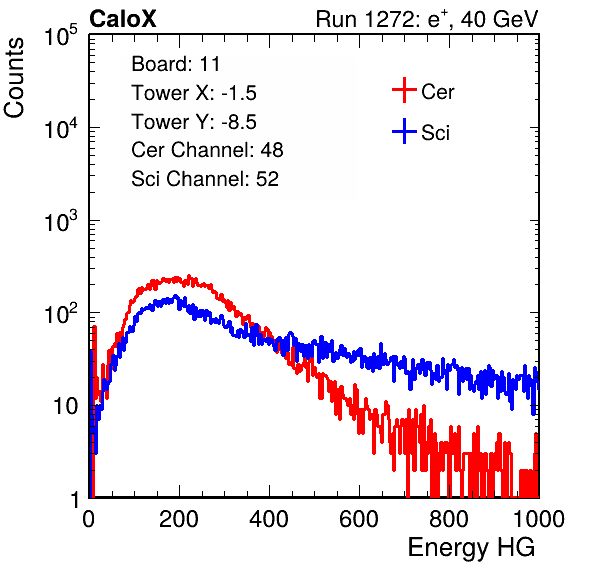 CaloX Run 1272: e⁺, 40 GeV
Counts
Board: 11
Tower X: -1.5
Tower Y: -8.5
Cer Channel: 48
Sci Channel: 52
Cer
Sci
10⁵
10⁴
10³
10²
10
1
0 200 400 600 800 1000
Energy HG